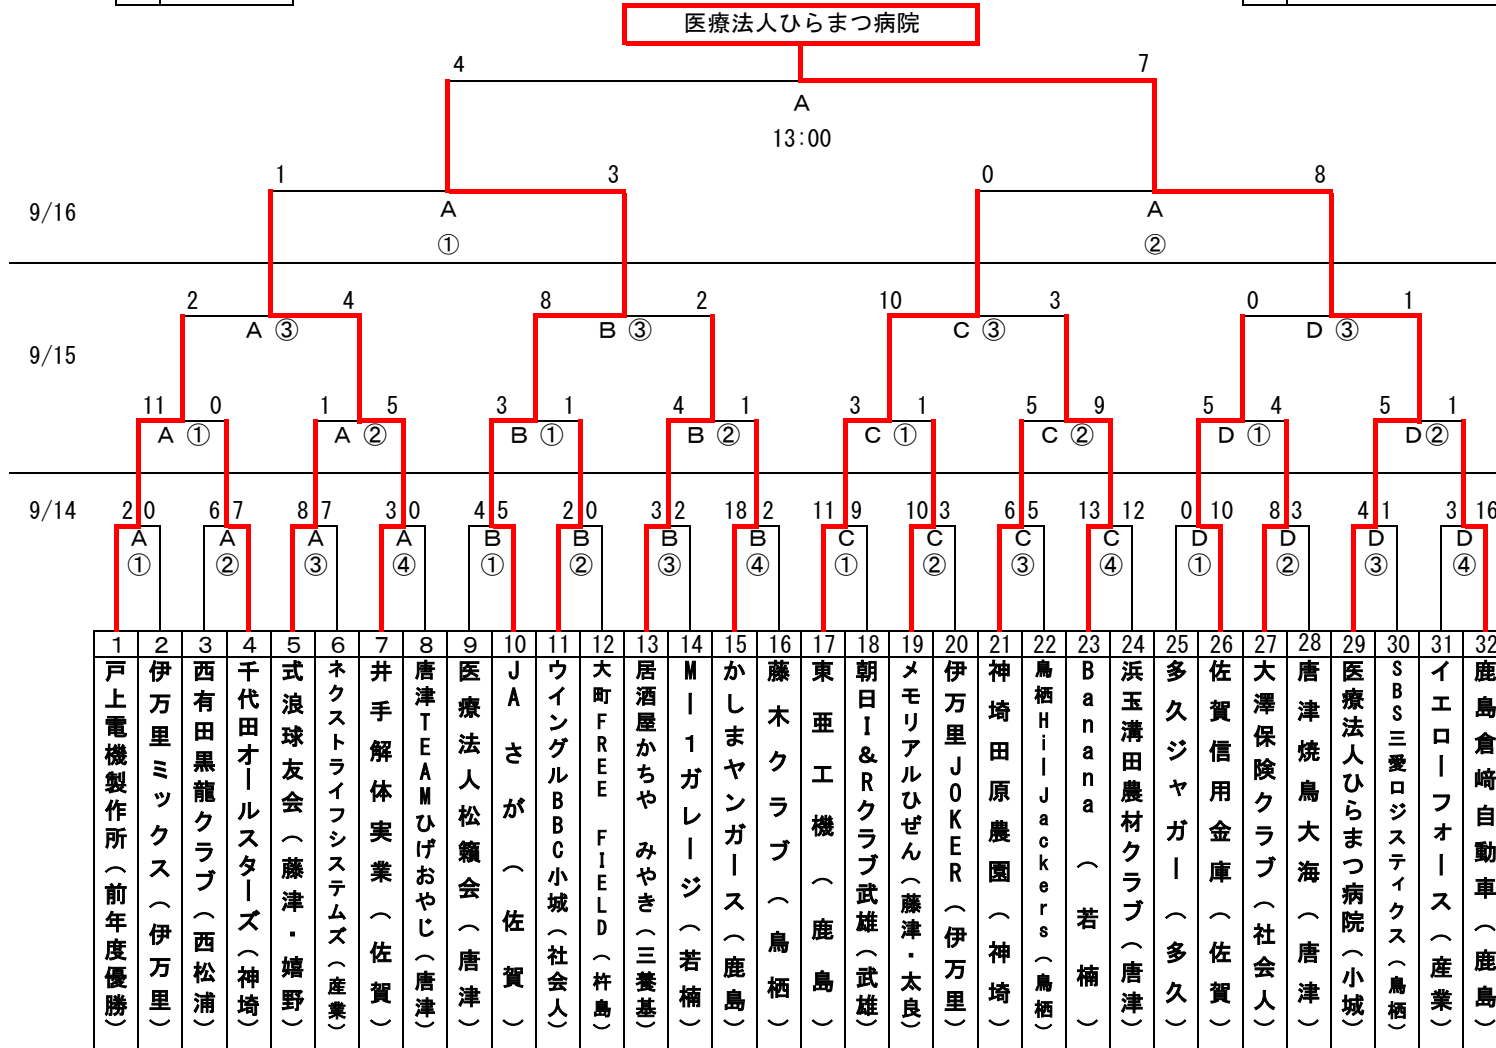 医療法人ひらまつ病院
4 7
A
13:00
1 3 0 8
9/16
A A
① ②
2 4 8 2 10 3 0 1
A ③ B ③ C ③ D ③
9/15
11 0 1 5 3 1 4 1 3 1 5 9 5 4 5 1
A ① A ② B ① B ② C ① C ② D ① D②
9/14
2 0 6 7 8 7 3 0 4 5 2 0 3 2 18 2 11 9 10 3 6 5 13 12 0 10 8 3 4 1 3 16
A A A A B B B B C C C C D D D D
① ② ③ ④ ① ② ③ ④ ① ② ③ ④ ① ② ③ ④
1 2 3 4 5 6 7 8 9 10 11 12 13 14 15 16 17 18 19 20 21 22 23 24 25 26 27 28 29 30 31 32
戸上電機製作所(前年度優勝)
伊万里ミックス(伊万里)
西有田黒龍クラブ(西松浦)
千代田オールスターズ(神埼)
式浪球友会(藤津・嬉野)
ネクストライフシステムズ(産業)
井手解体実業(佐賀)
唐津TEAMひげおやじ(唐津)
医療法人松籟会(唐津)
JAさが(佐賀)
ウイングルBBC小城(社会人)
大町FREE FIELD(杵島)
居酒屋かちや みやき(三養基)
M-1ガレージ(若楠)
かしまヤンガース(鹿島)
藤木クラブ(鳥栖)
東亜工機(鹿島)
朝日I&Rクラブ武雄(武雄)
メモリアルひぜん(藤津・太良)
伊万里JOKER(伊万里)
神埼田原農園(神埼)
鳥栖HilJackers(鳥栖)
Banana(若楠)
浜玉溝田農材クラブ(唐津)
多久ジャガー(多久)
佐賀信用金庫(佐賀)
大澤保険クラブ(社会人)
唐津焼鳥大海(唐津)
医療法人ひらまつ病院(小城)
SBS三愛ロジスティクス(鳥栖)
イエローフォース(産業)
鹿島倉﨑自動車(鹿島)